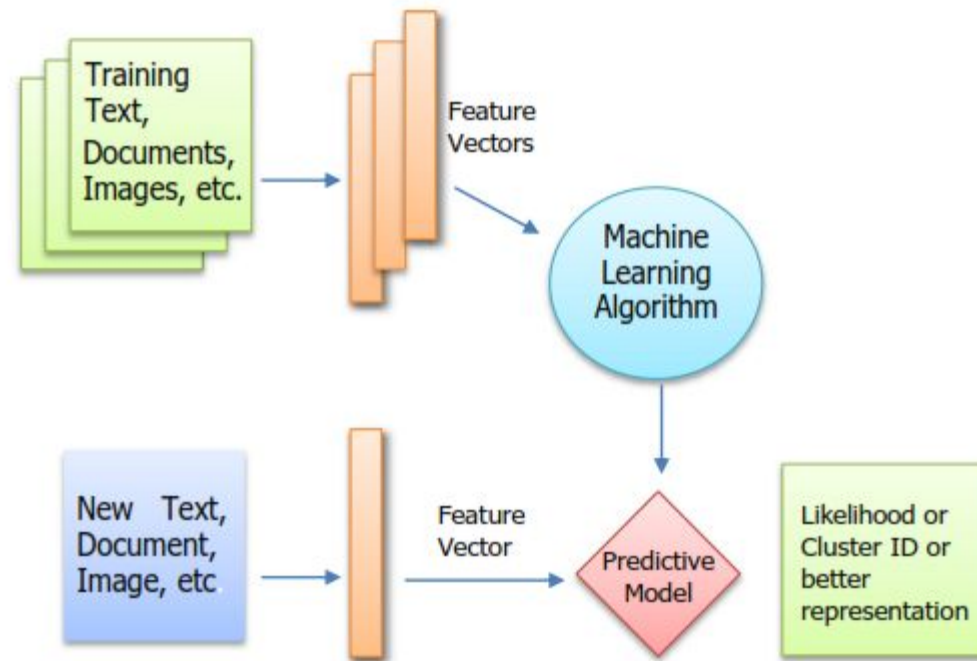 Training
Text,
Documents,
Images, etc.
Feature
Vectors
Machine
Learning
Algorithm
New Text,
Document,
Image, etc.
Feature
Vector
Predictive
Model
Likelihood or
Cluster ID or
better
representation